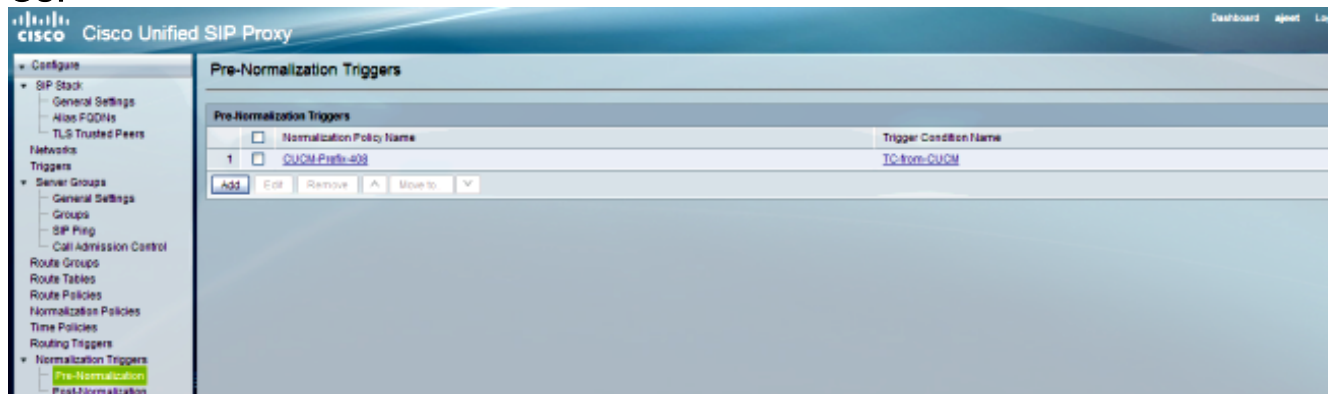 CISCO Cisco Unified SIP Proxy
Dashboard ajeet
Configure
SIP Stack
General Settings
Alias FQDNs
TLS Trusted Peers
Networks
Triggers
Server Groups
General Settings
Groups
SIP Ping
Call Admission Control
Route Groups
Route Tables
Route Policies
Normalization Policies
Time Policies
Routing Triggers
Normalization Triggers
Pre-Normalization
Post-Normalization
Pre-Normalization Triggers
Pre-Normalization Triggers
Normalization Policy Name Trigger Condition Name
1 CUCM-Prefix-408 TC-from-CUCM
Add Edit Remove Move to